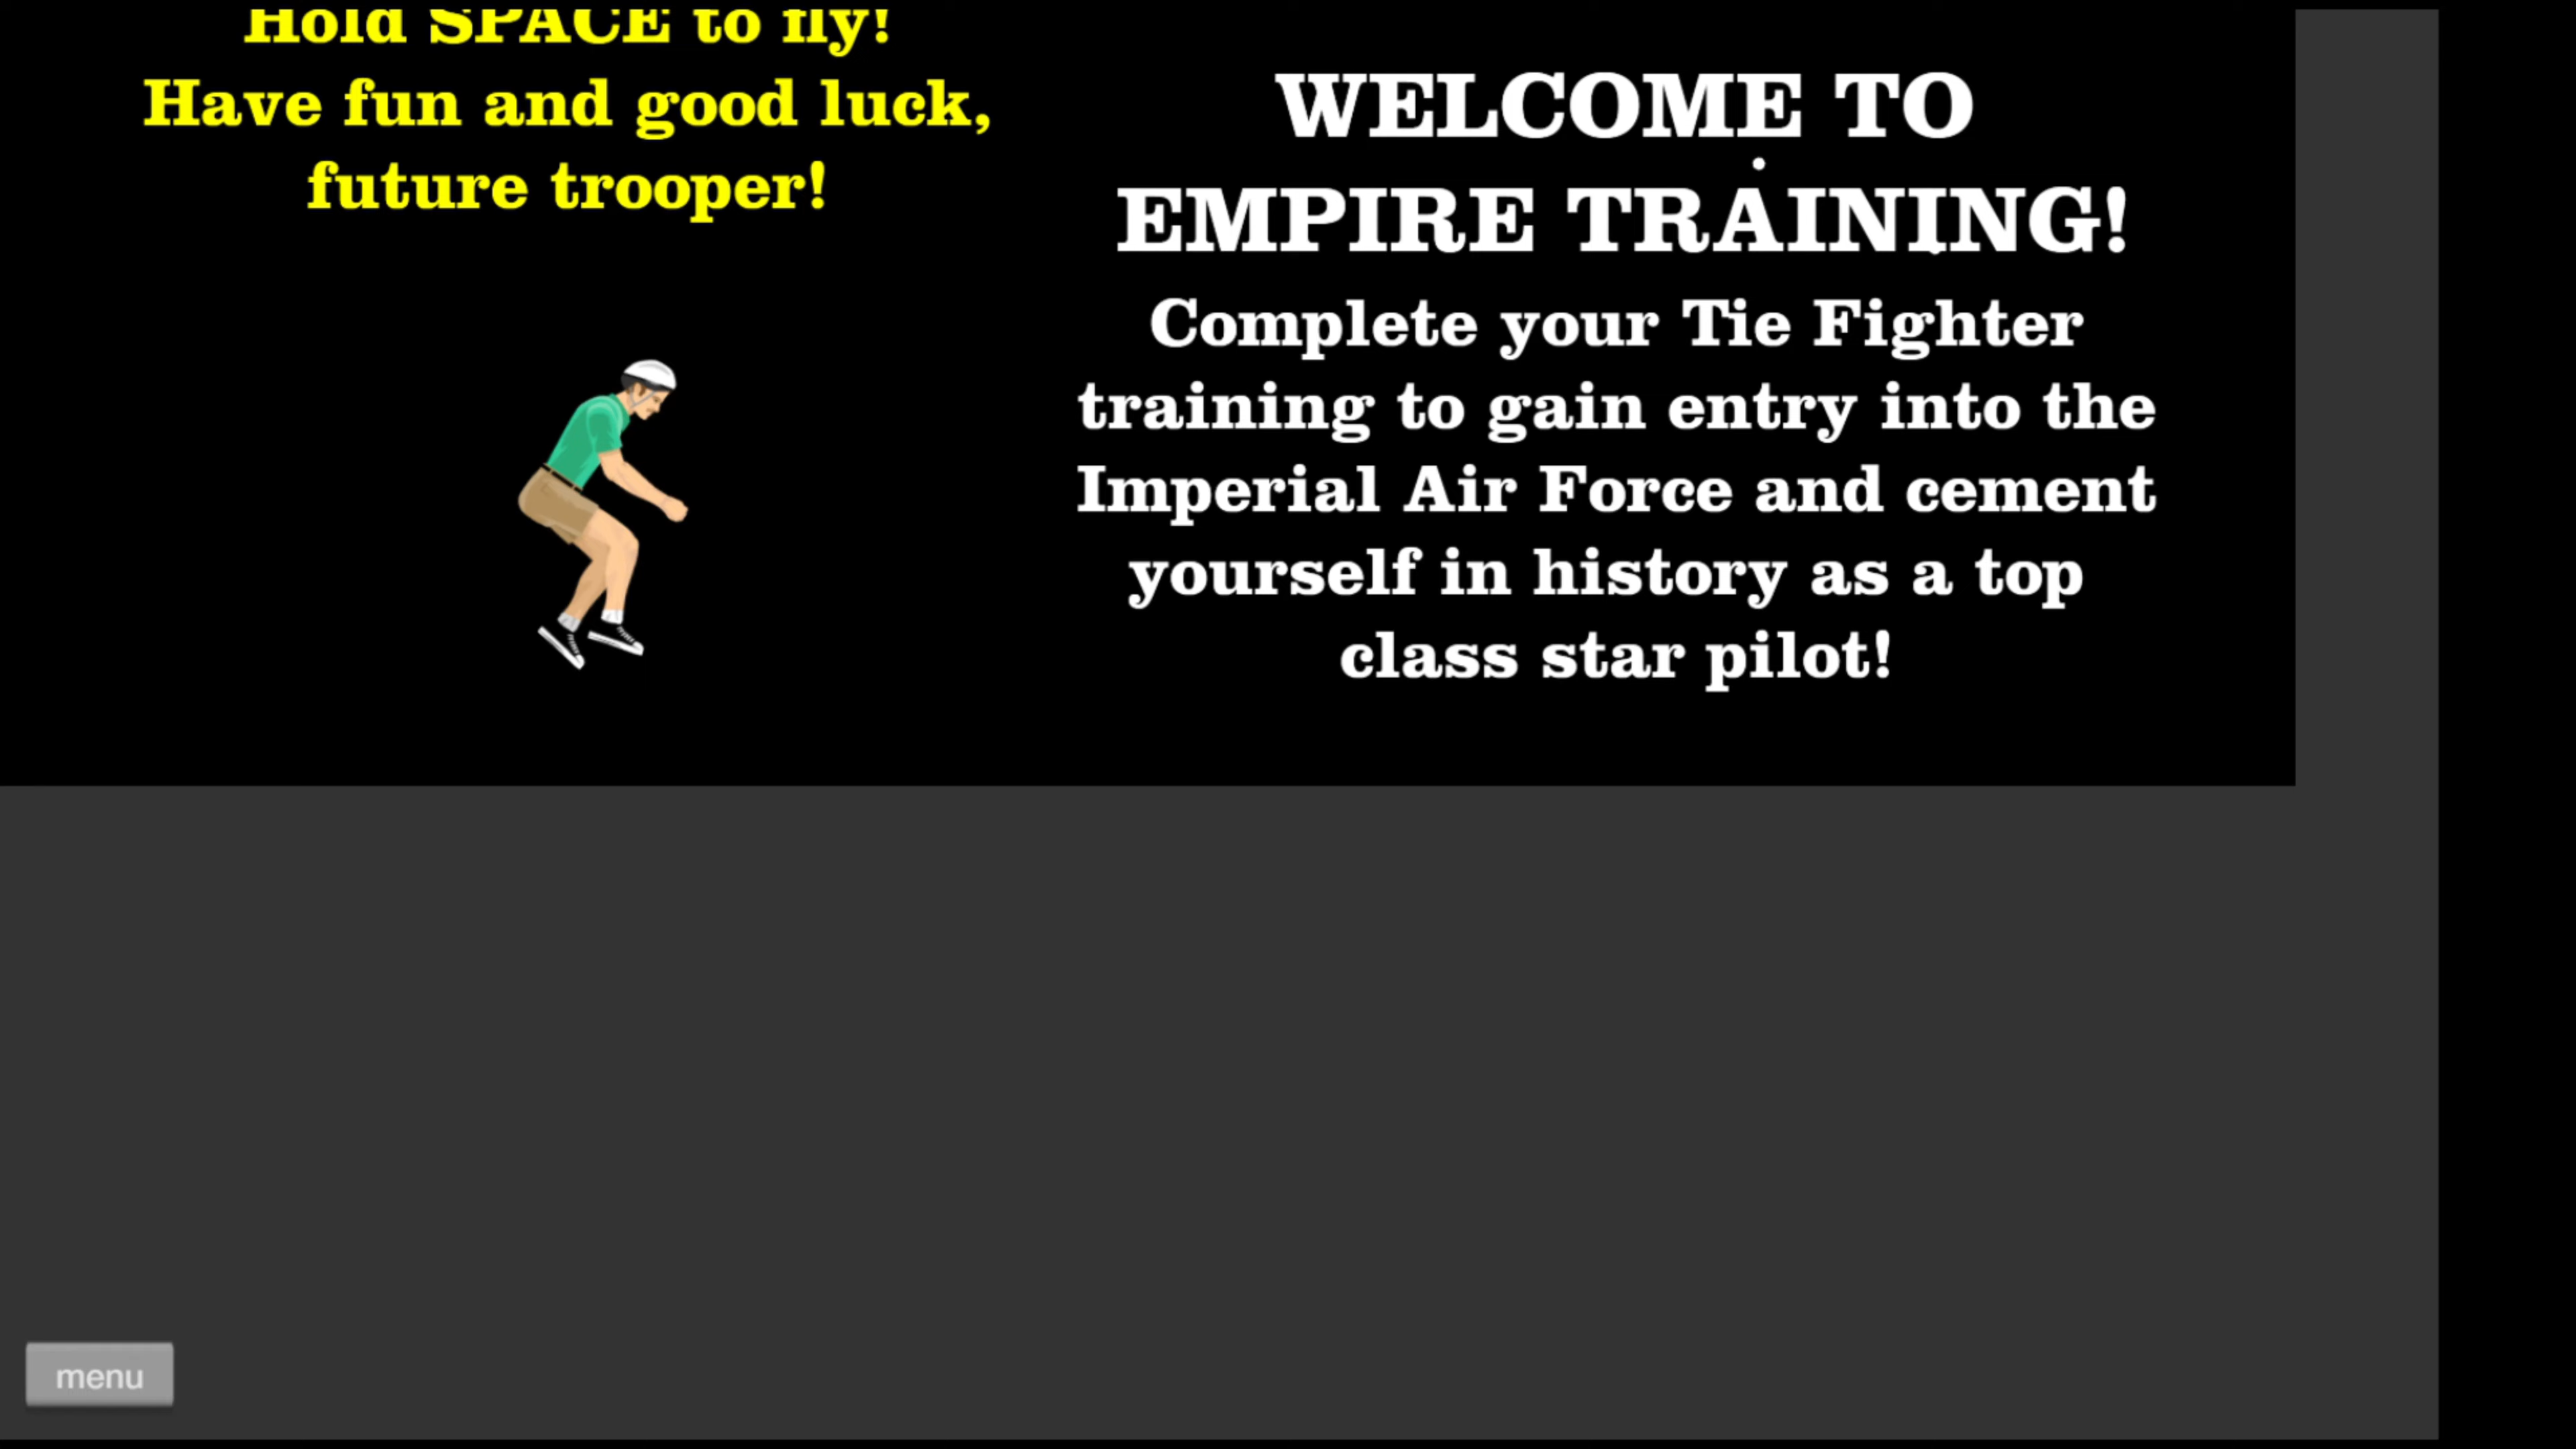 Hold SPACE to fly!
Have fun and good luck,
future trooper!
WELCOME TO
EMPIRE TRAINING!
Complete your Tie Fighter
training to gain entry into the
Imperial Air Force and cement
yourself in history as a top
class star pilot!
menu